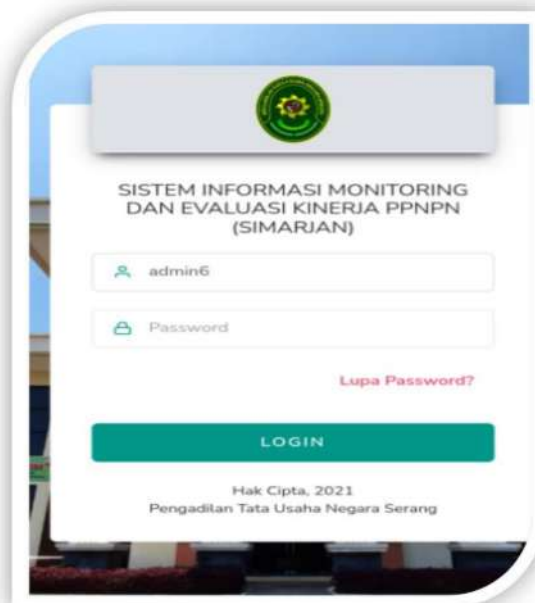 SISTEM INFORMASI MONITORING
DAN EVALUASI KINERJA PPNPN
(SIMARJAN)
admin6
Password
Lupa Password?
LOGIN
Hak Cipta, 2021
Pengadilan Tata Usaha Negara Serang